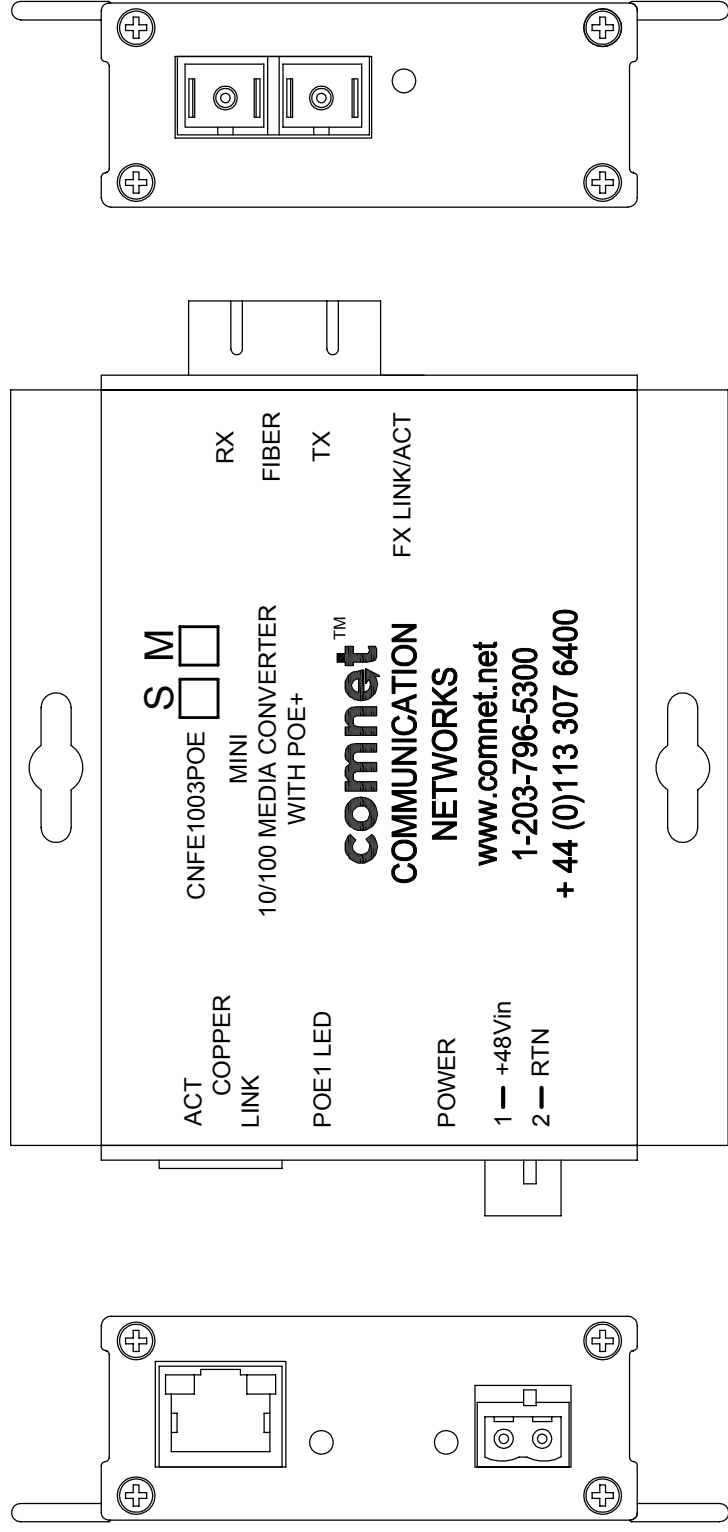 ACT
COPPER
LINK
POE1 LED
POWER
1 — +48Vin
2 — RTN
S M
CNFE1003POE
MINI
10/100 MEDIA CONVERTER
WITH POE+
comnet™
COMMUNICATION
NETWORKS
www.comnet.net
1-203-796-5300
+ 44 (0)113 307 6400
RX
FIBER
TX
FX LINK/ACT